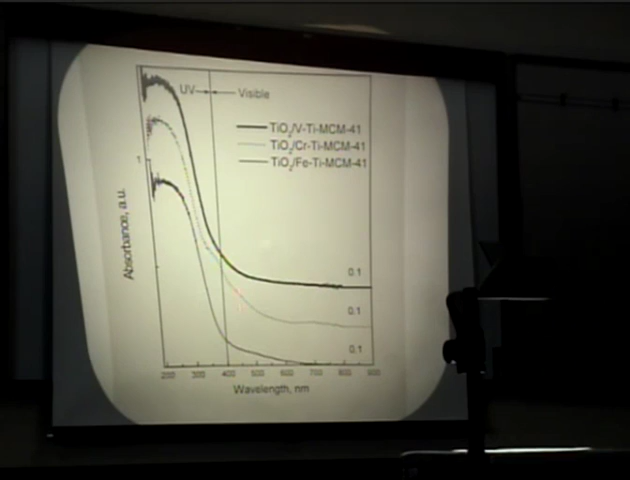 UV Visible
TiO2/V-Ti-MCM-41
TiO2/Cr-Ti-MCM-41
TiO2/Fe-Ti-MCM-41
Absorbance, a.u.
0.1
0.1
0.1
200 300 400 500 600 700 800 900
Wavelength, nm